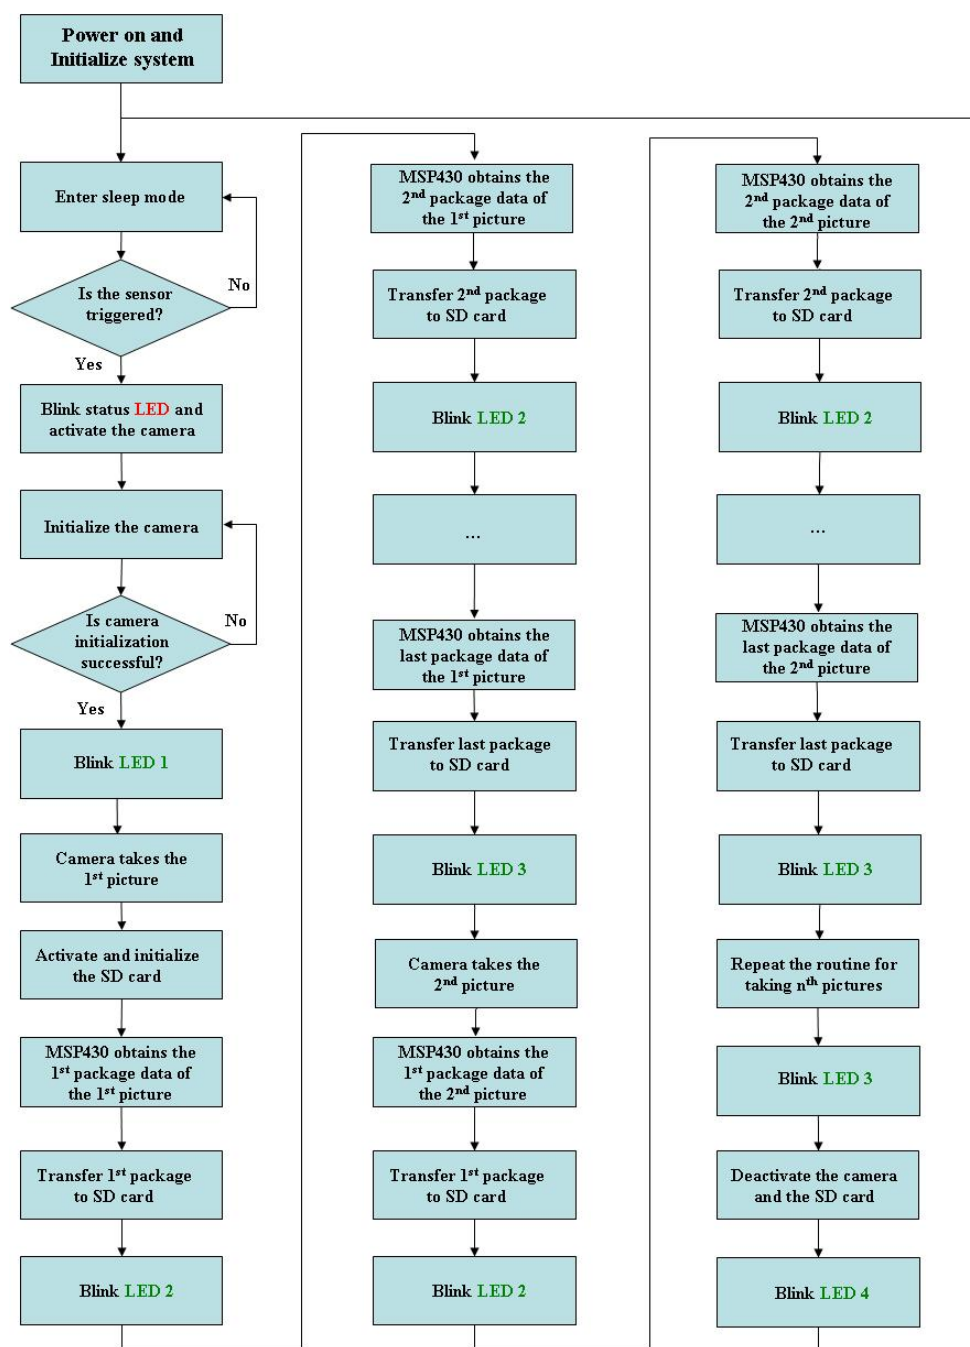 Power on and
Initialize system
Enter sleep mode
Is the sensor
triggered?
No
Yes
Blink status LED and
activate the camera
Initialize the camera
Is camera
initialization
successful?
No
Yes
Blink LED 1
Camera takes the
1st picture
Activate and initialize
the SD card
MSP430 obtains the
1st package data of
the 1st picture
Transfer 1st package
to SD card
Blink LED 2
MSP430 obtains the
2nd package data of
the 1st picture
Transfer 2nd package
to SD card
Blink LED 2
...
MSP430 obtains the
last package data of
the 1st picture
Transfer last package
to SD card
Blink LED 3
Camera takes the
2nd picture
MSP430 obtains the
1st package data of
the 2nd picture
Transfer 1st package
to SD card
Blink LED 2
MSP430 obtains the
2nd package data of
the 2nd picture
Transfer 2nd package
to SD card
Blink LED 2
...
MSP430 obtains the
last package data of
the 2nd picture
Transfer last package
to SD card
Blink LED 3
Repeat the routine for
taking nth pictures
Blink LED 3
Deactivate the camera
and the SD card
Blink LED 4